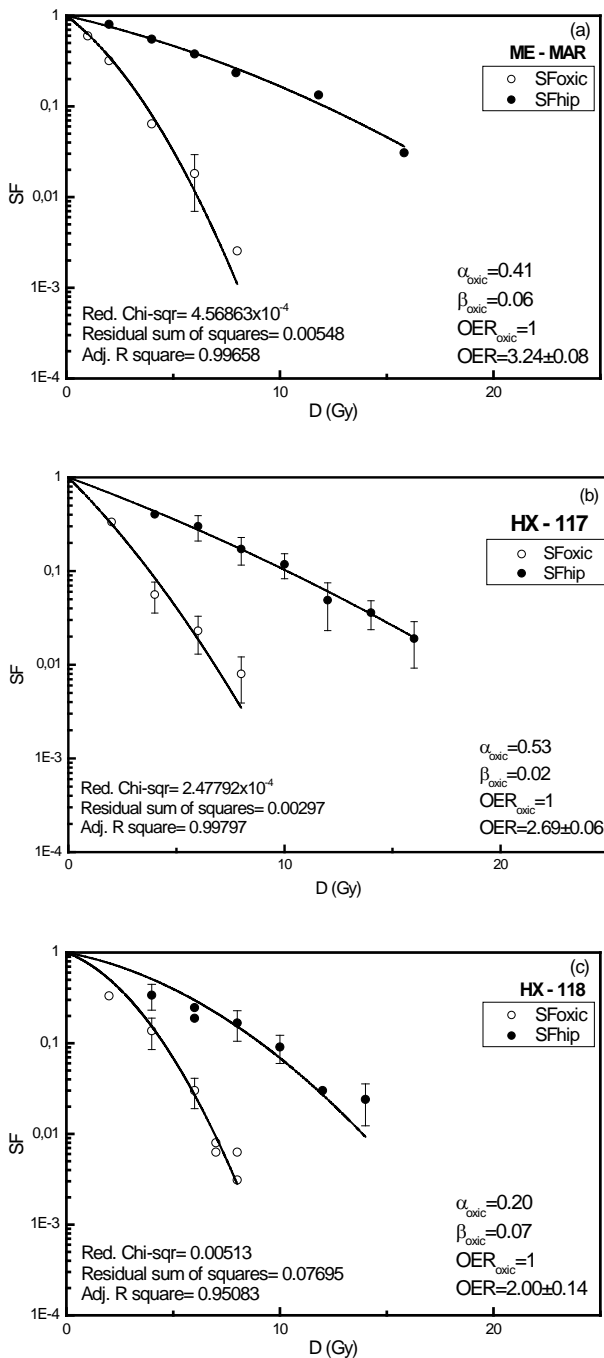 (a)
ME - MAR
SFoxic
SFhip
1
0,1
0,01
1E-3
1E-4
SF
Red. Chi-sqr= 4.56863x10-4
Residual sum of squares= 0.00548
Adj. R square= 0.99658
αoxic=0.41
βoxic=0.06
OERoxic=1
OER=3.24±0.08
0 10 20
D (Gy)
(b)
HX - 117
SFoxic
SFhip
1
0,1
0,01
1E-3
1E-4
SF
Red. Chi-sqr= 2.47792x10-4
Residual sum of squares= 0.00297
Adj. R square= 0.99797
αoxic=0.53
βoxic=0.02
OERoxic=1
OER=2.69±0.06
0 10 20
D (Gy)
(c)
HX - 118
SFoxic
SFhip
1
0,1
0,01
1E-3
1E-4
SF
Red. Chi-sqr= 0.00513
Residual sum of squares= 0.07695
Adj. R square= 0.95083
αoxic=0.20
βoxic=0.07
OERoxic=1
OER=2.00±0.14
0 10 20
D (Gy)